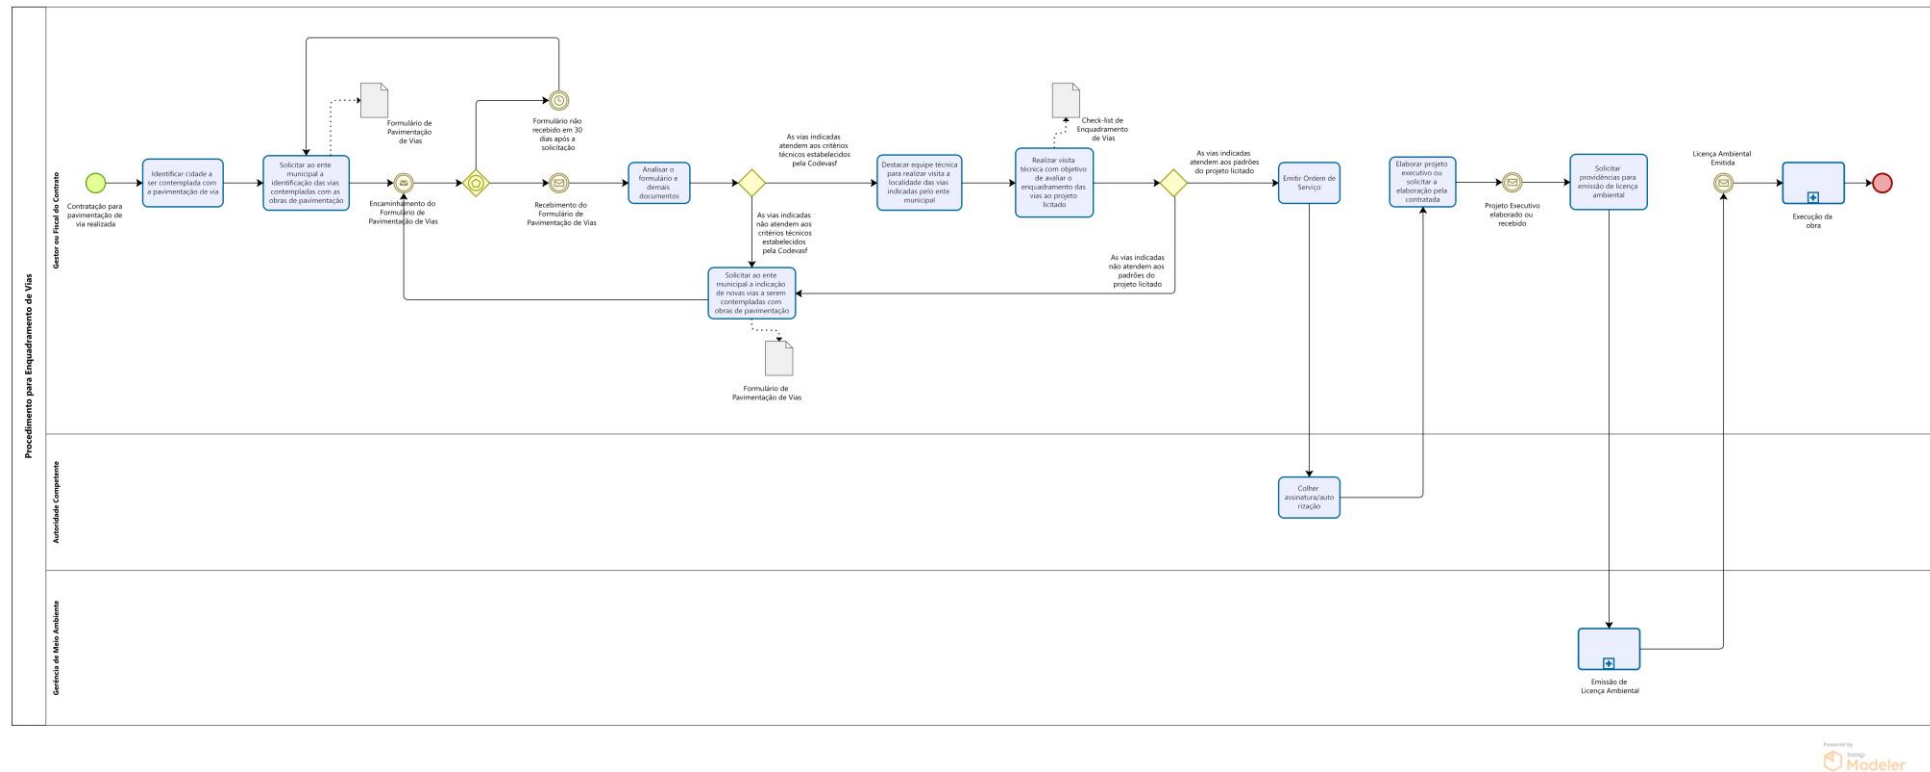 Procedimento para Enquadramento de Vias
Gestor ou Fiscal do Contrato
Contratação para
pavimentação de
via realizada
Identificar cidade a
ser contemplada com
a pavimentação de via
Solicitar ao ente
municipal a
identificação das vias
contempladas com as
obras de pavimentação
Formulário de
Pavimentação
de Vias
Encaminhamento do
Formulário de
Pavimentação de Vias
Formulário não
recebido em 30
dias após a
solicitação
Recebimento do
Formulário de
Pavimentação de Vias
Analisar o
formulário e
demais
documentos
As vias indicadas
atendem aos critérios
técnicos estabelecidos
pela Codevasf
As vias indicadas
não atendem aos
critérios técnicos
estabelecidos
pela Codevasf
Solicitar ao ente
municipal a indicação
de novas vias a serem
contempladas com
obras de pavimentação
Formulário de
Pavimentação de Vias
Destacar equipe técnica
para realizar visita a
localidade das vias
indicadas pelo ente
municipal
Check-list de
Enquadramento
de Vias
Realizar visita
técnica com objetivo
de avaliar o
enquadramento das
vias ao projeto
licitado
As vias indicadas
atendem aos padrões
do projeto licitado
As vias indicadas
não atendem aos
padrões do
projeto licitado
Emitir Ordem de
Serviço
Elaborar projeto
executivo ou
solicitar a
elaboração pela
contratada
Projeto Executivo
elaborado ou
recebido
Solicitar
providências para
emissão de licença
ambiental
Licença Ambiental
Emitida
Execução da
obra
Autoridade Competente
Colher
assinatura/auto
rização
Gerência de Meio Ambiente
Emissão de
Licença Ambiental
Powered by
bizagi
Modeler